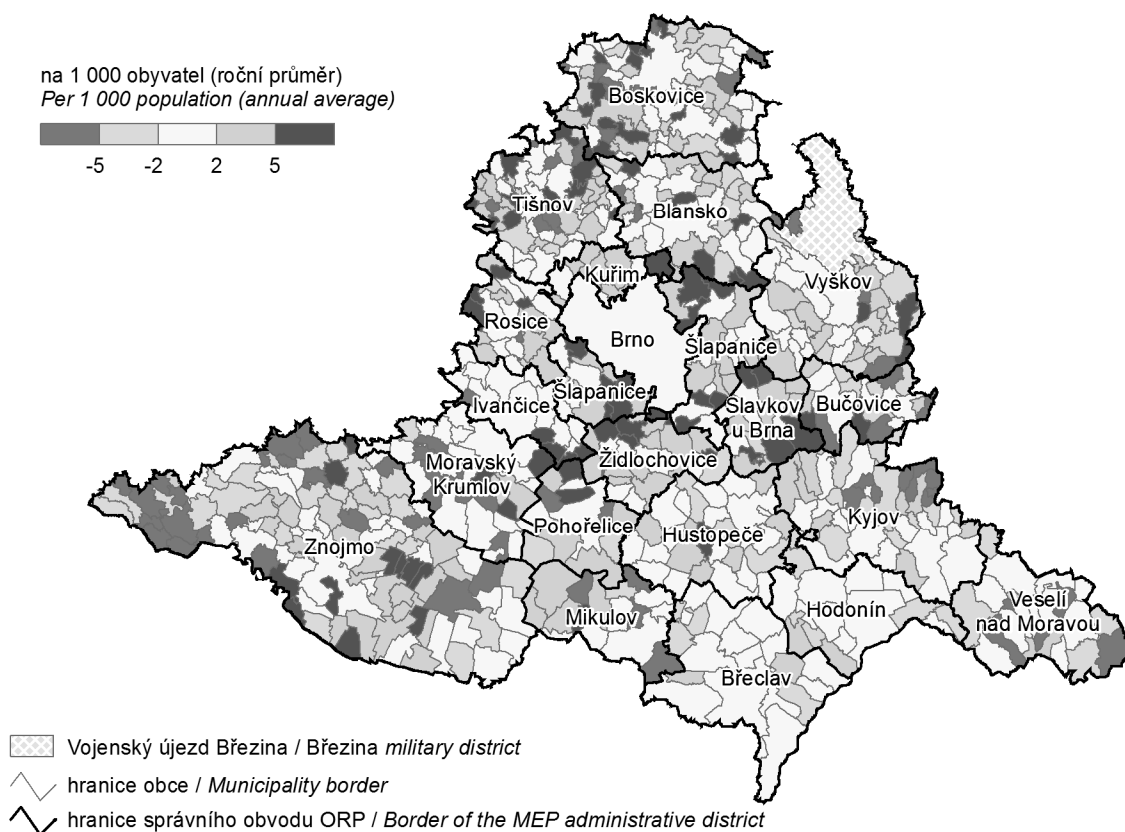 na 1 000 obyvatel (roční průměr)
Per 1 000 population (annual average)
-5 -2 2 5
Boskovice
Tišnov
Blansko
Kuřim
Vyškov
Rosice
Brno
Šlapanice
Šlapanice
Ivančice
Slavkov
u Brna
Bučovice
Moravský
Krumlov
Židlochovice
Pohořelice
Hustopeče
Kyjov
Znojmo
Mikulov
Hodonín
Veselí
nad Moravou
Břeclav
Vojenský újezd Březina / Březina military district
hranice obce / Municipality border
hranice správního obvodu ORP / Border of the MEP administrative district